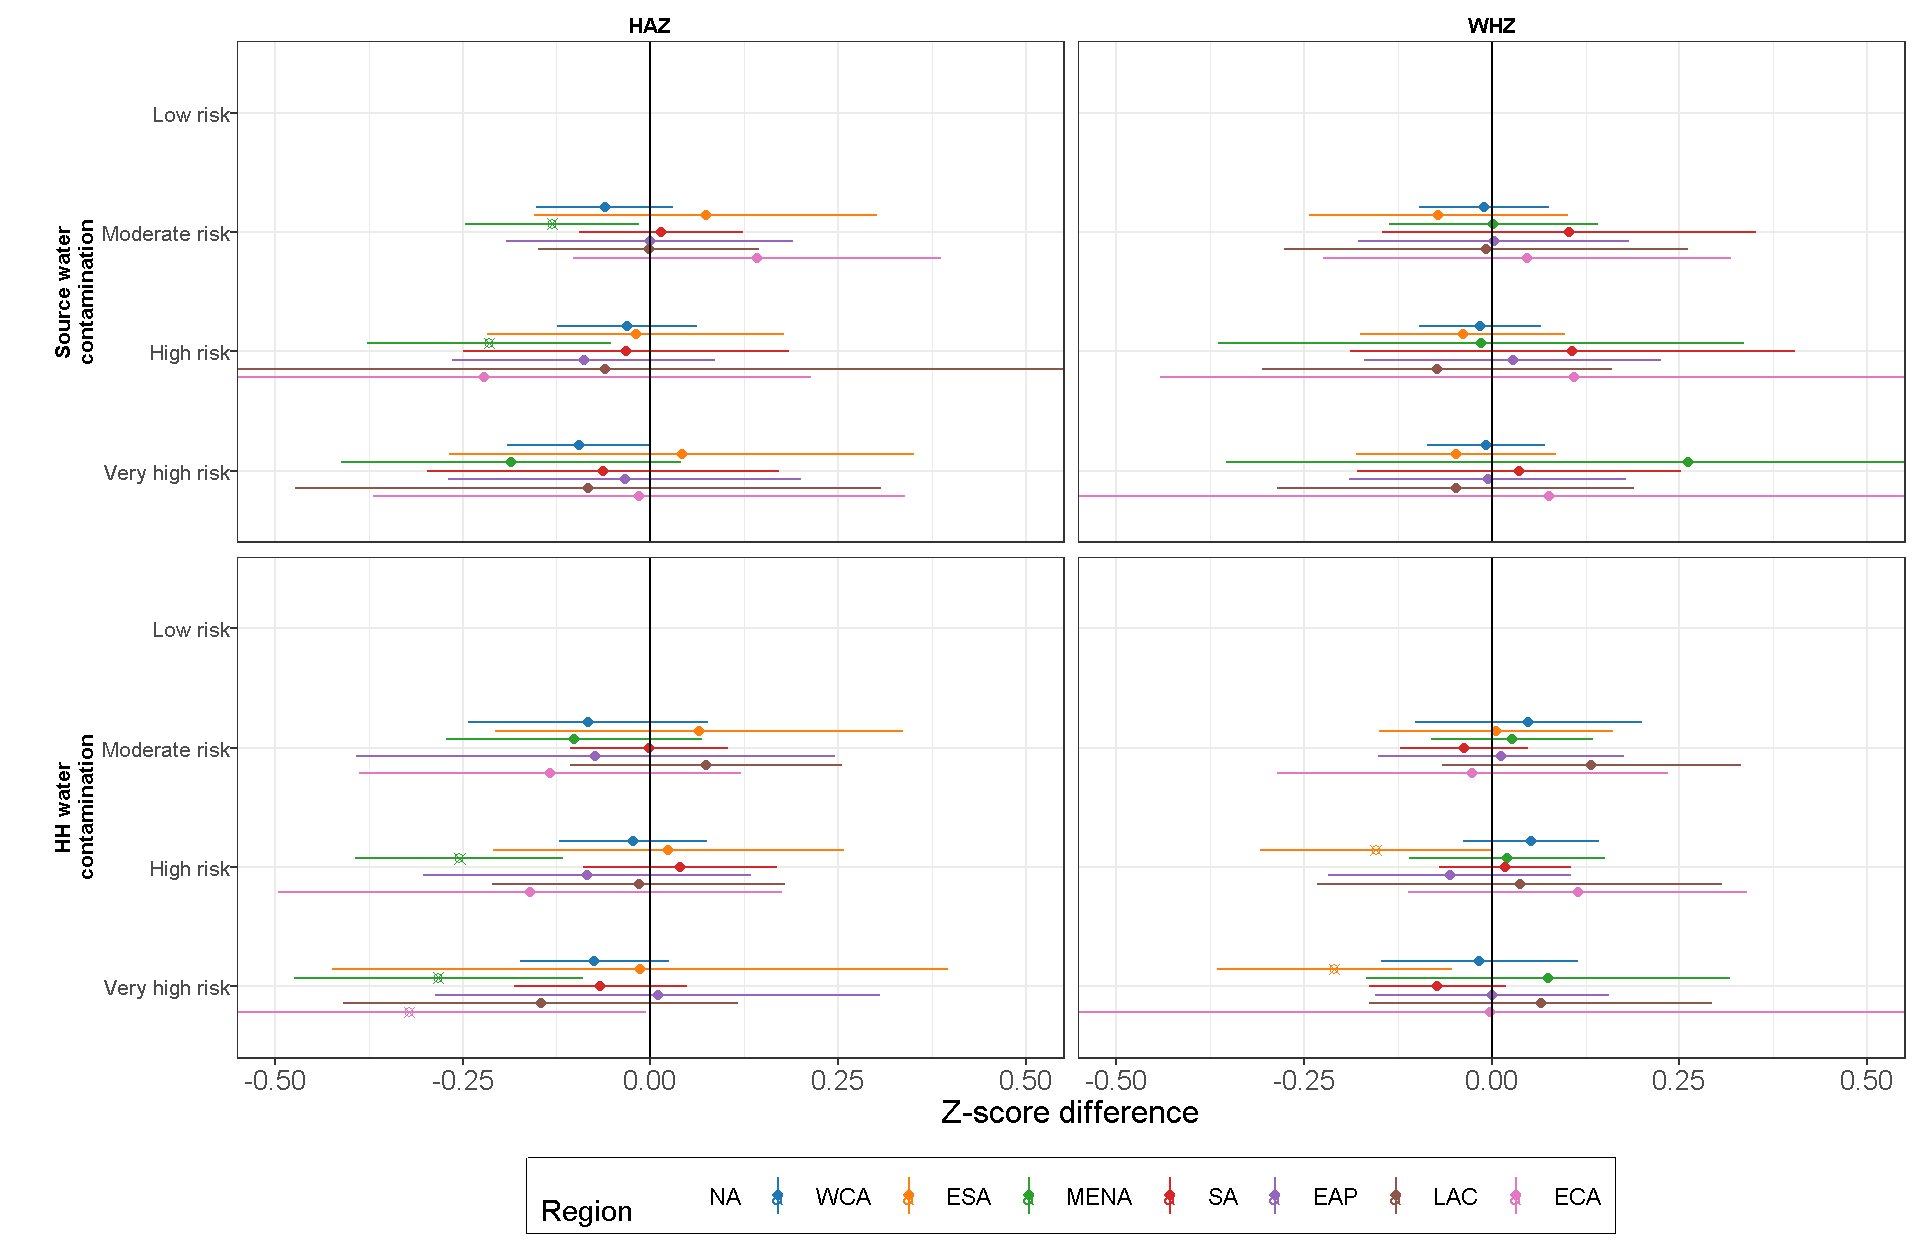 HAZ
WHZ
Source water
contamination
Low risk
Moderate risk
High risk
Very high risk
HH water
contamination
Low risk
Moderate risk
High risk
Very high risk
-0.50 -0.25 0.00 0.25 0.50
-0.50 -0.25 0.00 0.25 0.50
Z-score difference
Region NA WCA ESA MENA SA EAP LAC ECA